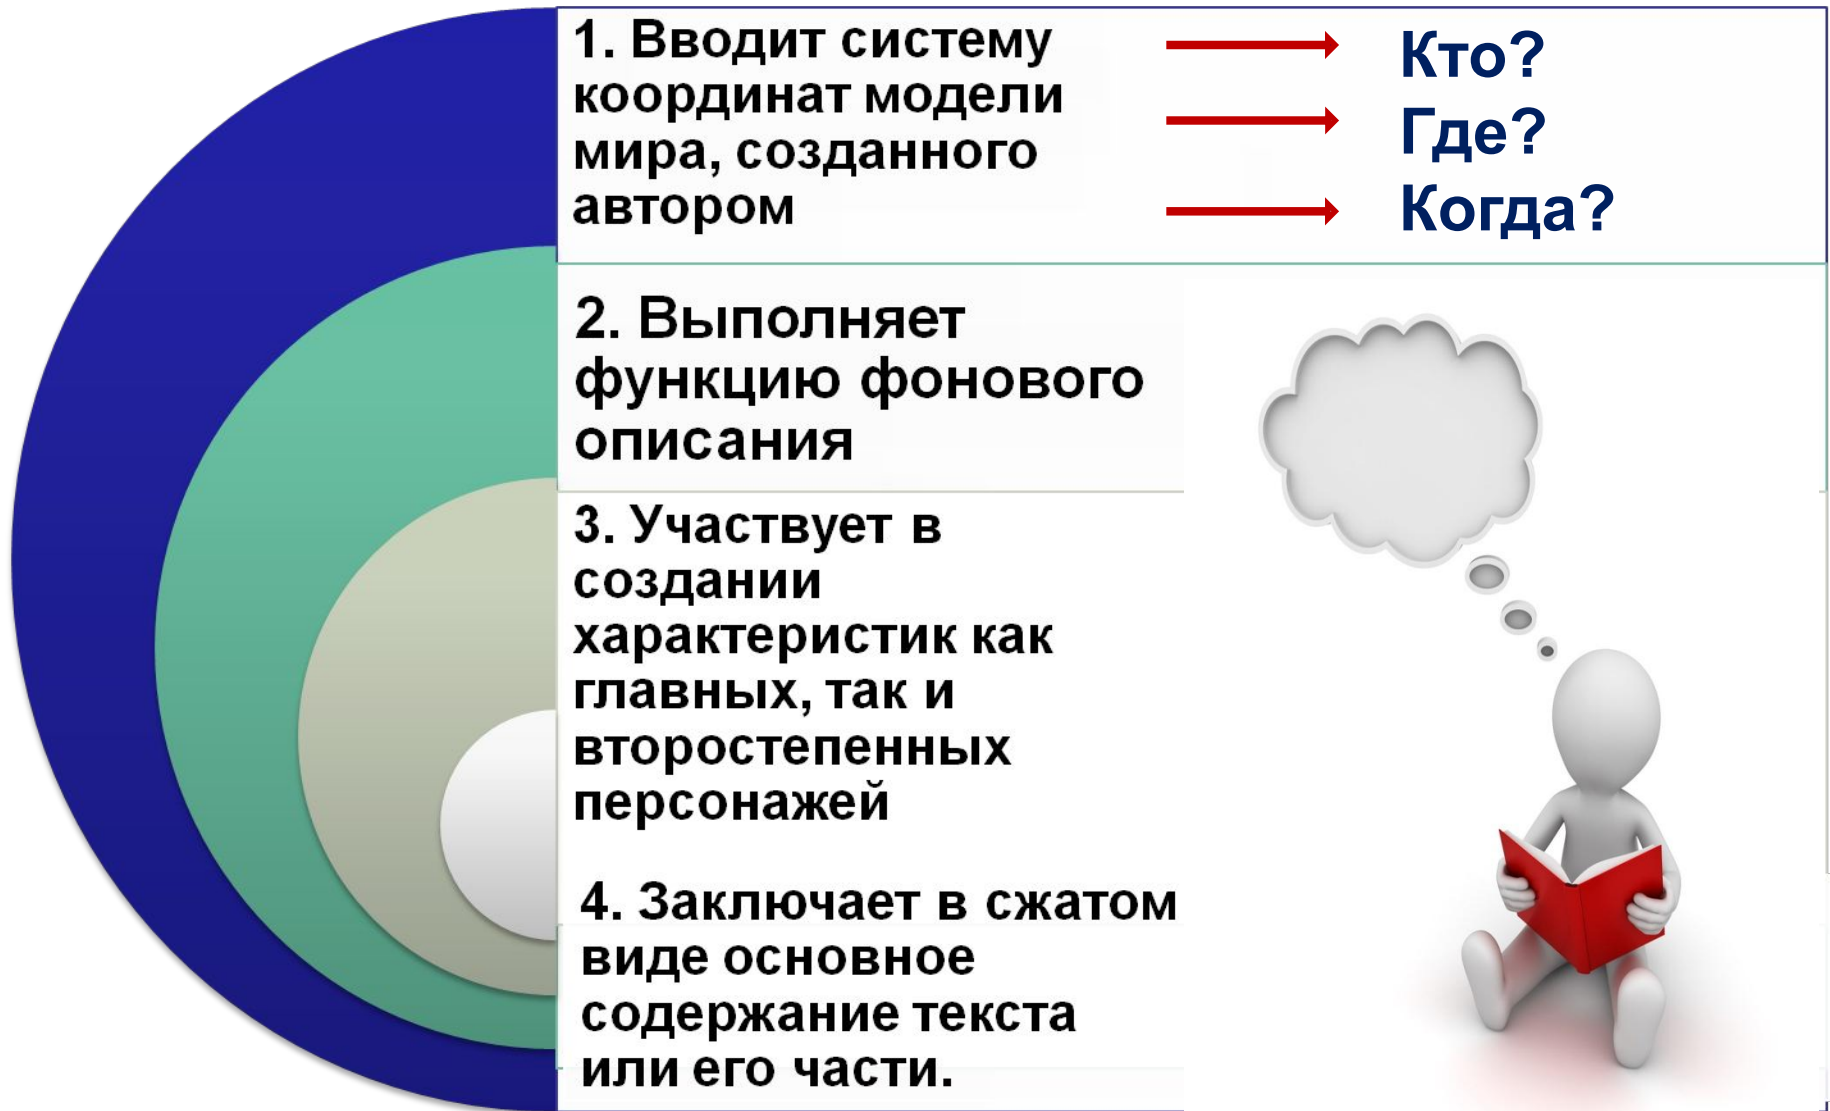 1. Вводит систему
координат модели
мира, созданного
автором
Кто?
Где?
Когда?
2. Выполняет
функцию фонового
описания
3. Участвует в
создании
характеристик как
главных, так и
второстепенных
персонажей
4. Заключает в сжатом
виде основное
содержание текста
или его части.